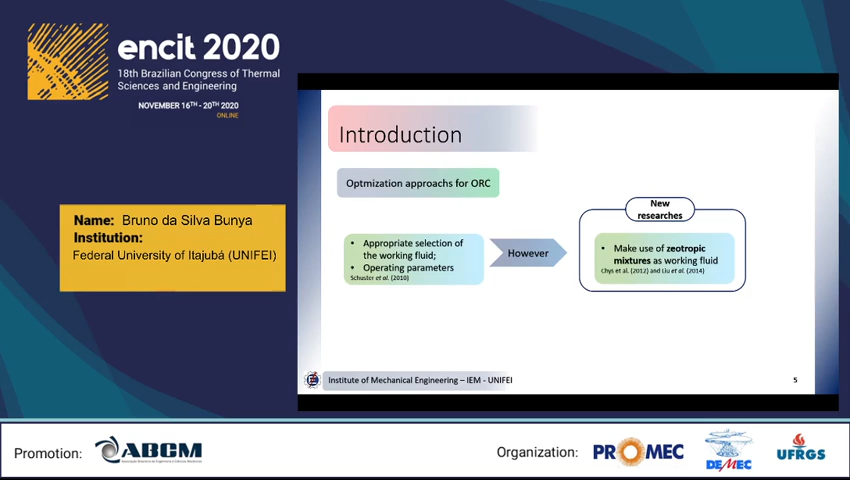 encit 2020
18th Brazilian Congress of Thermal
Sciences and Engineering
NOVEMBER 16TH - 20TH 2020
ONLINE
Name: Bruno da Silva Bunya
Institution:
Federal University of Itajubá (UNIFEI)
Introduction
Optmization approachs for ORC
• Appropriate selection of
the working fluid;
• Operating parameters
Schuster et al. (2010)
However
New
researches
• Make use of zeotropic
mixtures as working fluid
Chys et al. (2012) and Liu et al. (2014)
Institute of Mechanical Engineering – IEM - UNIFEI
5
Promotion:
ABCM
Organization:
PROMEC
DEMEC
UFRGS